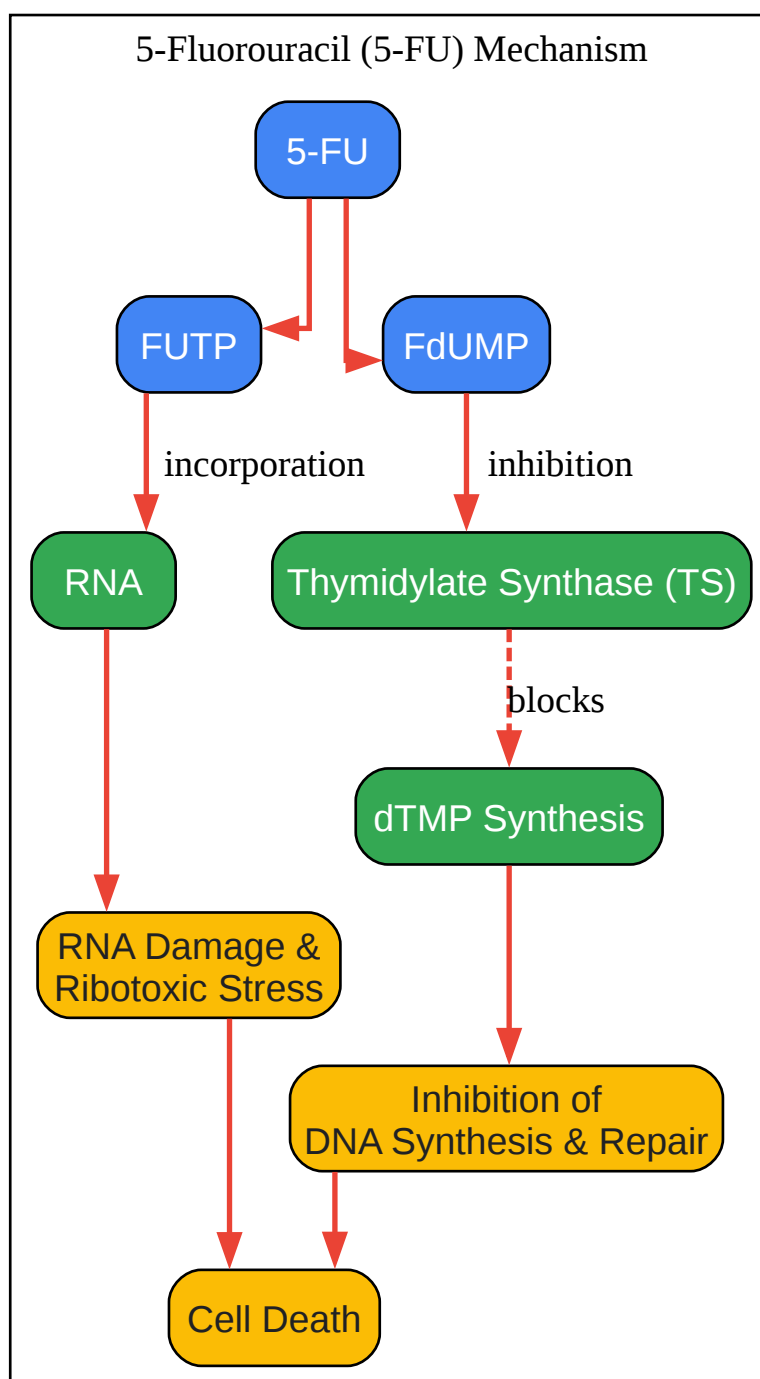 5-Fluorouracil (5-FU) Mechanism
5-FU
FUTP
FdUMP
incorporation
inhibition
RNA
Thymidylate Synthase (TS)
blocks
dTMP Synthesis
RNA Damage &
Ribotoxic Stress
Inhibition of
DNA Synthesis & Repair
Cell Death